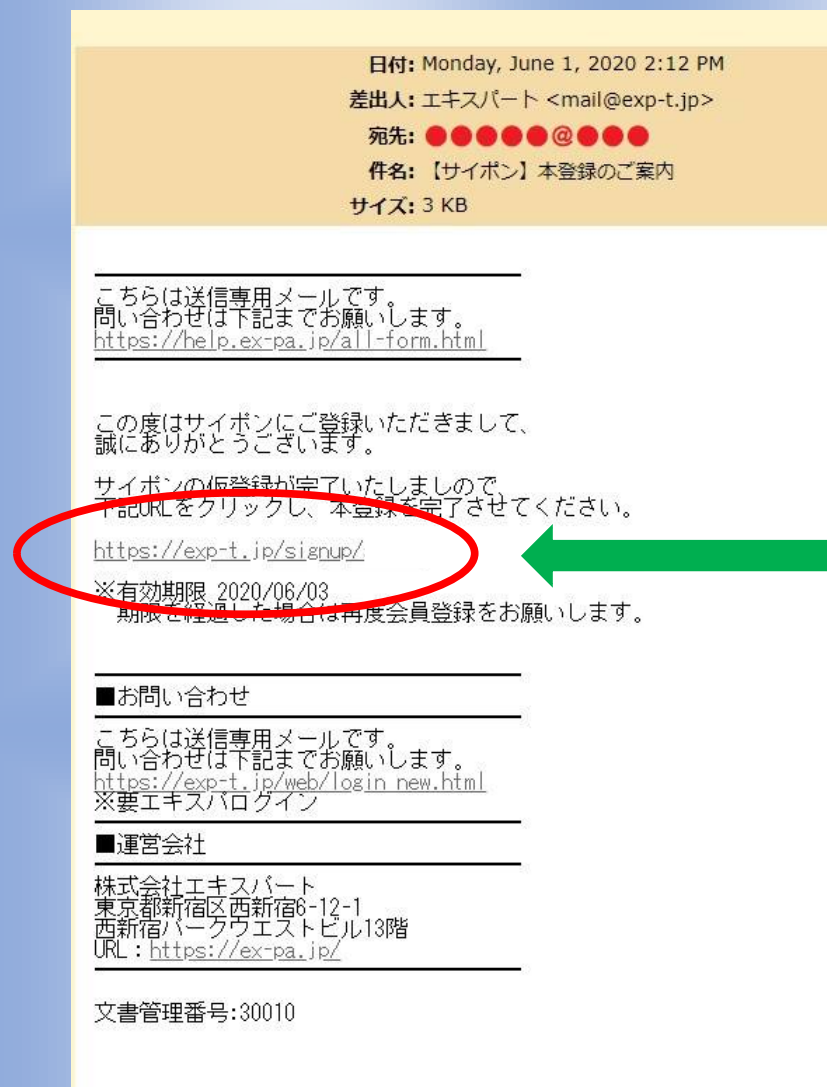 日付: Monday, June 1, 2020 2:12 PM
差出人: エキスパート <mail@exp-t.jp>
宛先: ●●●●●@●●●
件名: 【サイポン】本登録のご案内
サイズ: 3 KB
こちらは送信専用メールです。
問い合わせは下記までお願いします。
https://help.ex-pa.jp/all-form.html
この度はサイポンにご登録いただきまして、
誠にありがとうございます。
サイポンの仮登録が完了いたしましので、
下記URLをクリックし、本登録を完了させてください。
https://exp-t.jp/signup/
※有効期限 2020/06/03
期限を経過した場合は再度会員登録をお願いします。
■お問い合わせ
こちらは送信専用メールです。
問い合わせは下記までお願いします。
https://exp-t.jp/web/login_new.html
※要エキスパログイン
■運営会社
株式会社エキスパート
東京都新宿区西新宿6-12-1
西新宿パークウエストビル13階
URL：https://ex-pa.jp/
文書管理番号:30010